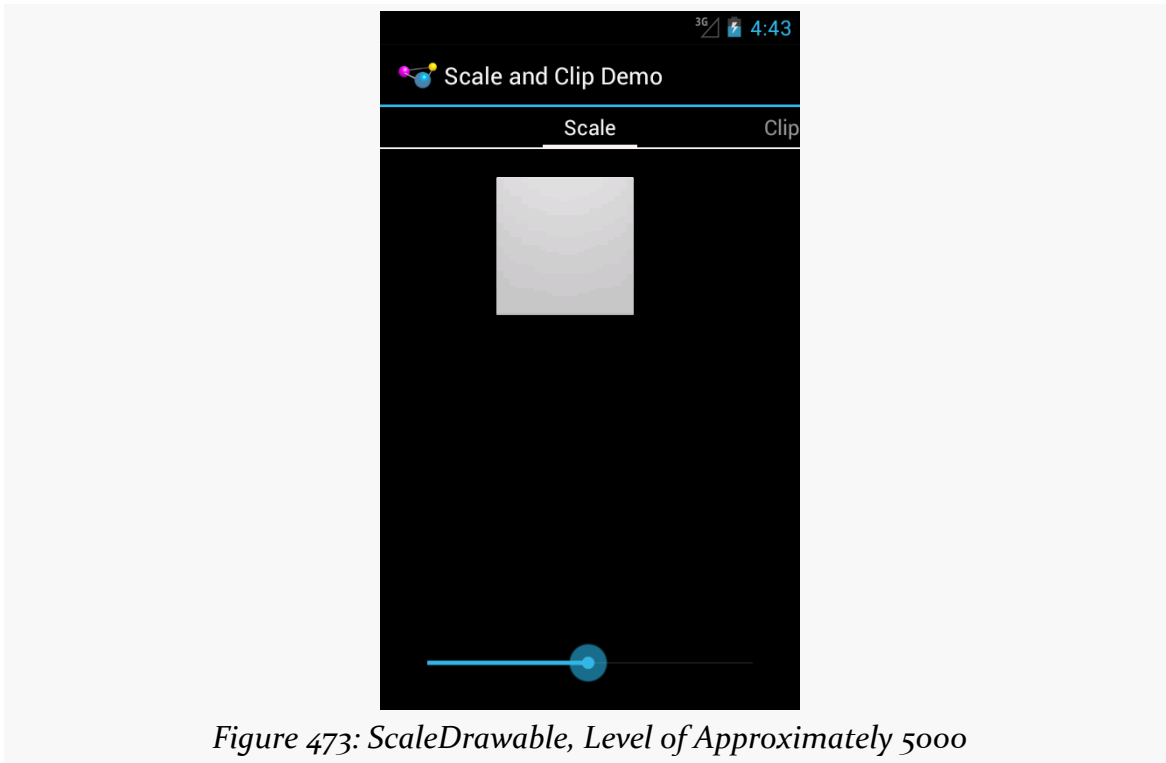 3G 4:43
Scale and Clip Demo
Scale Clip
Figure 473: ScaleDrawable, Level of Approximately 5000